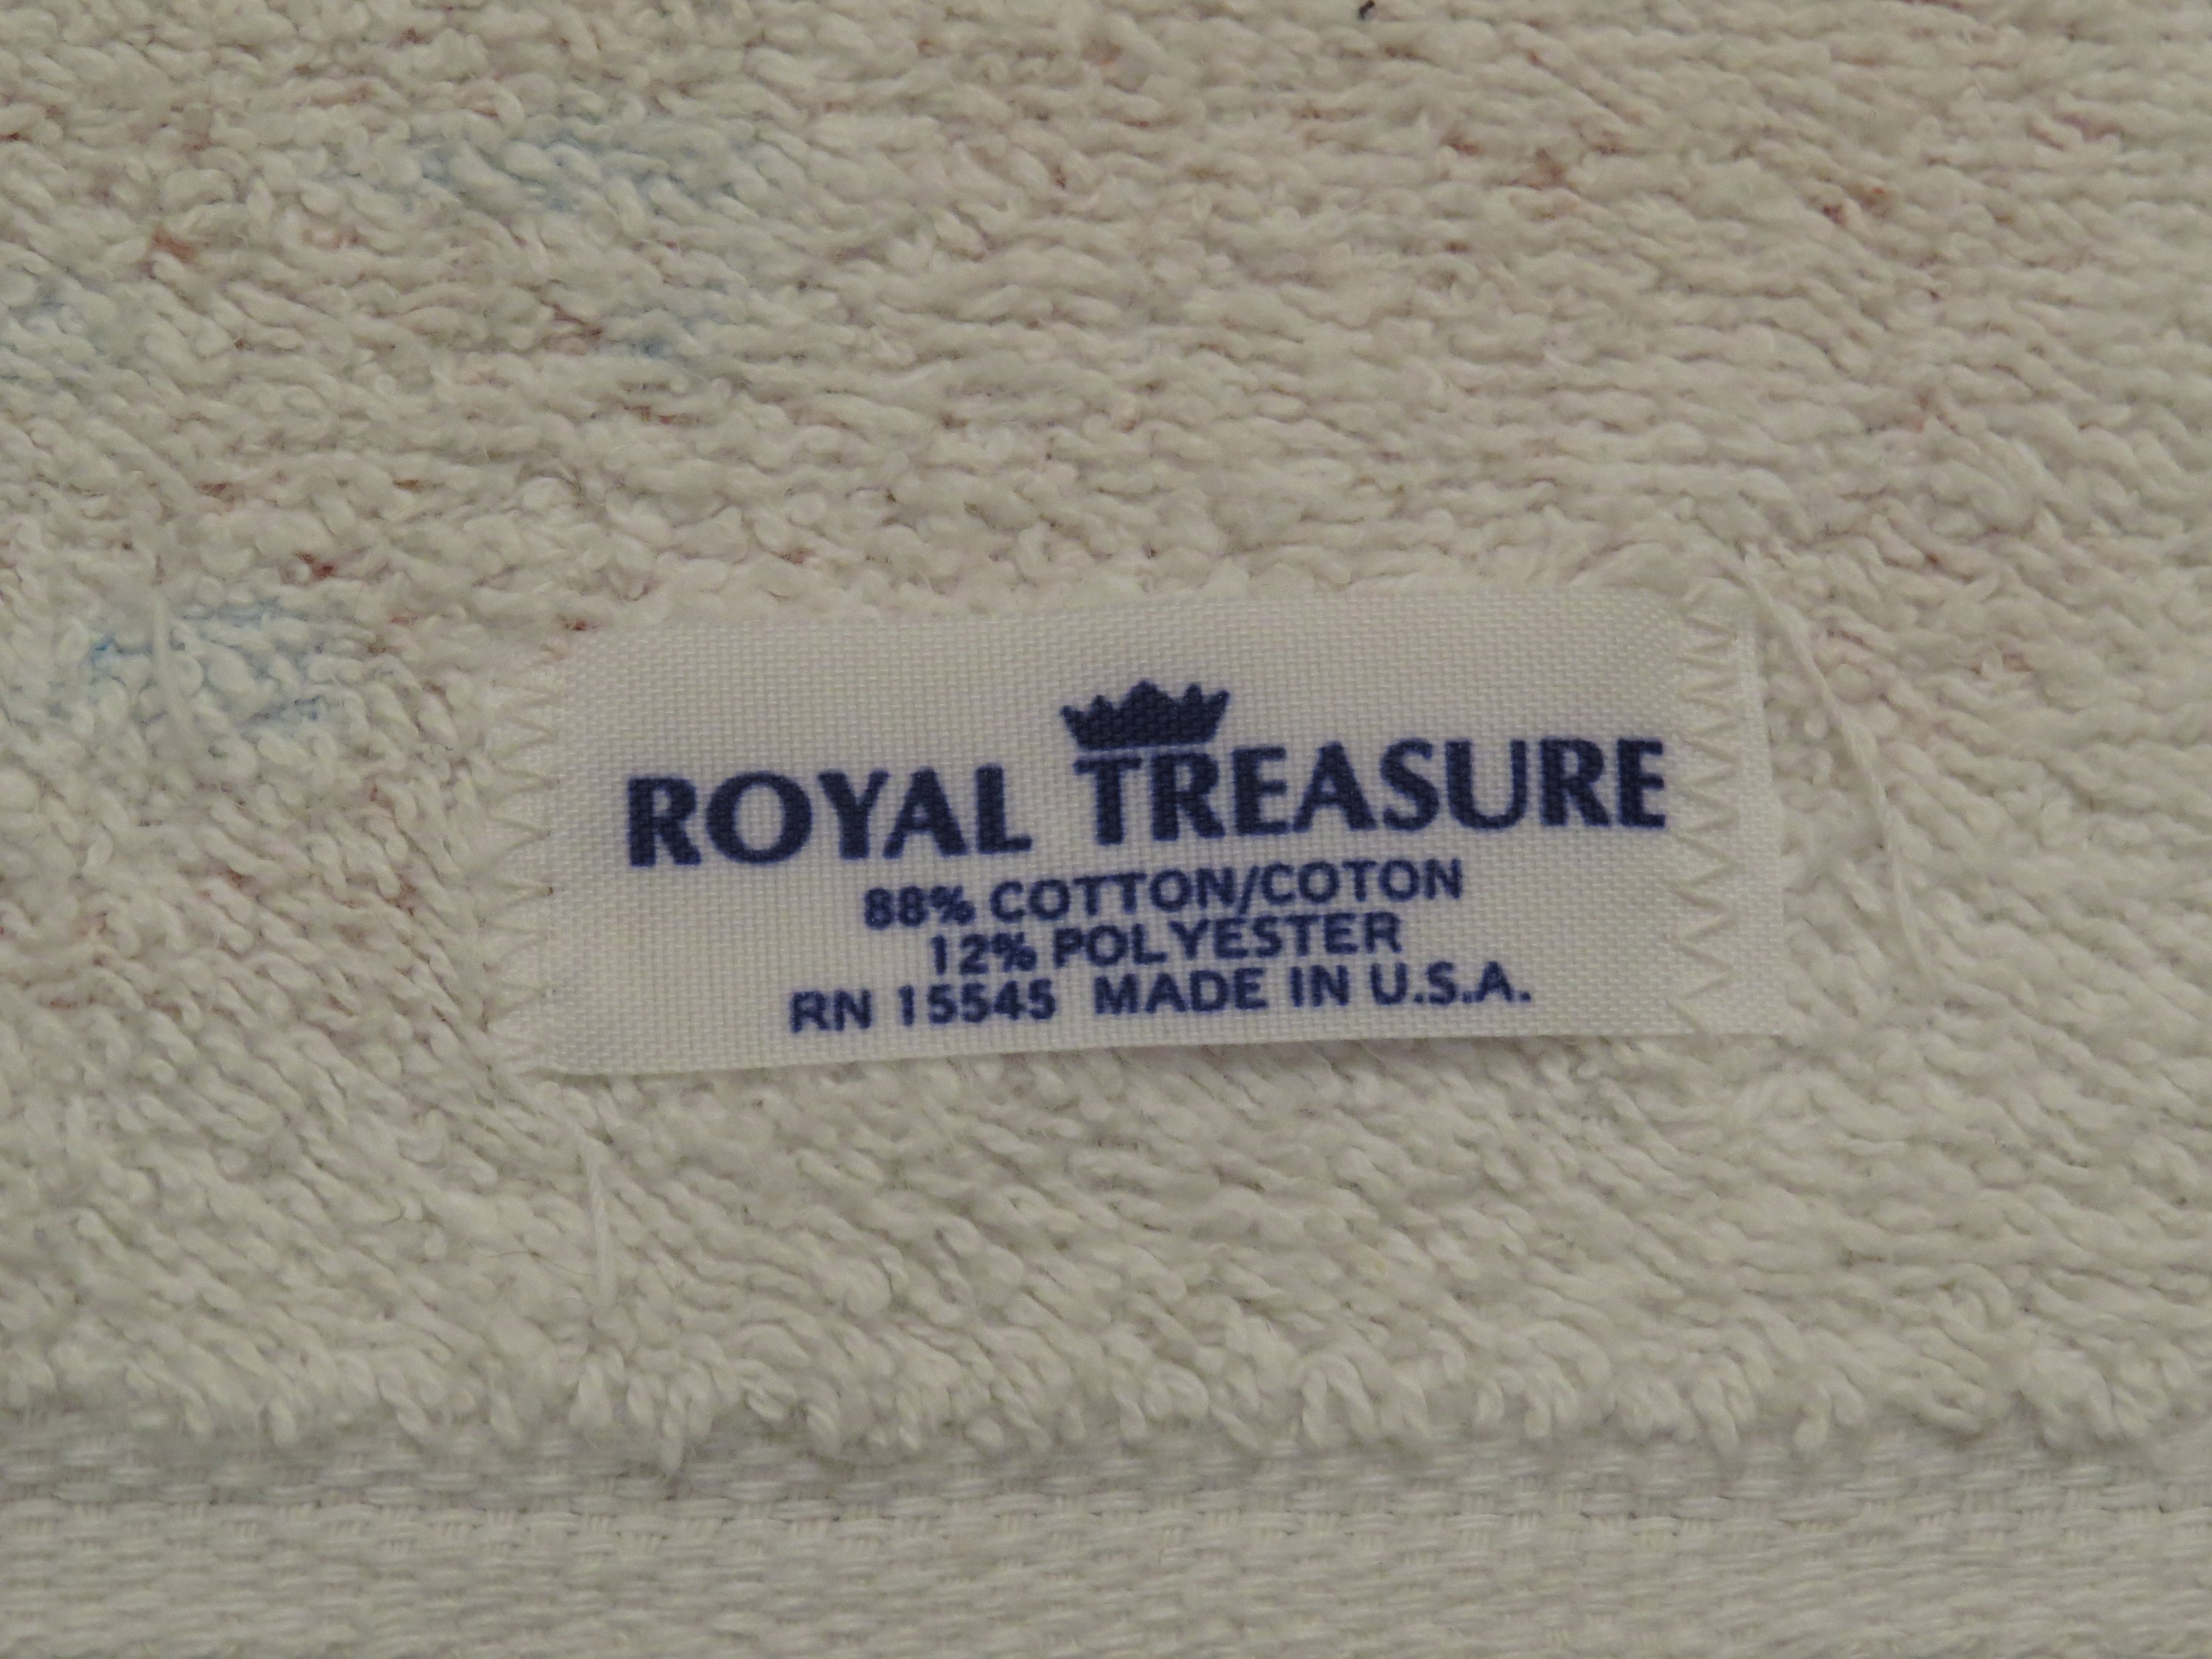 ROYAL TREASURE
88% COTTON/COTON
12% POLYESTER
RN 15545 MADE IN U.S.A.